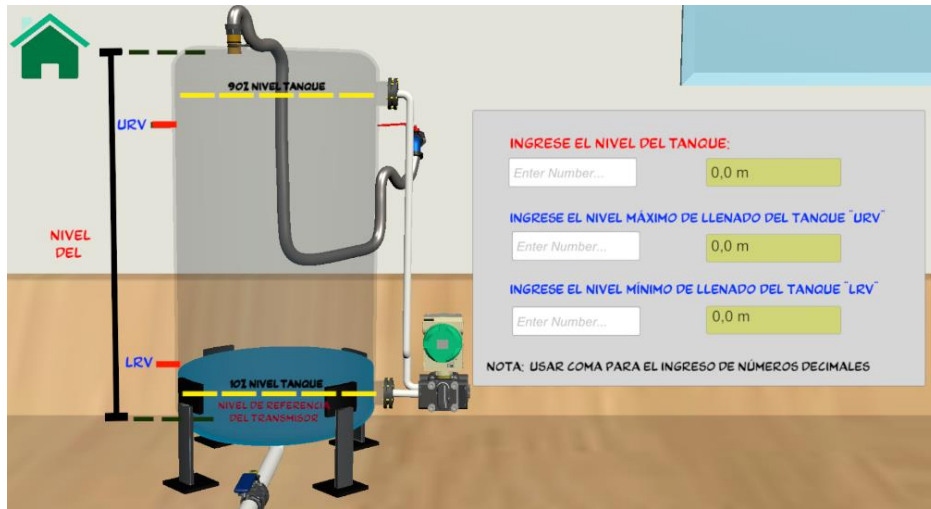 90% NIVEL TANQUE
URV
NIVEL
DEL
LRV
10% NIVEL TANQUE
NIVEL DE REFERENCIA
DEL TRANSMISOR
INGRESE EL NIVEL DEL TANQUE:
Enter Number...
0,0 m
INGRESE EL NIVEL MÁXIMO DE LLENADO DEL TANQUE "URV"
Enter Number...
0,0 m
INGRESE EL NIVEL MÍNIMO DE LLENADO DEL TANQUE "LRV"
Enter Number...
0,0 m
NOTA: USAR COMA PARA EL INGRESO DE NÚMEROS DECIMALES